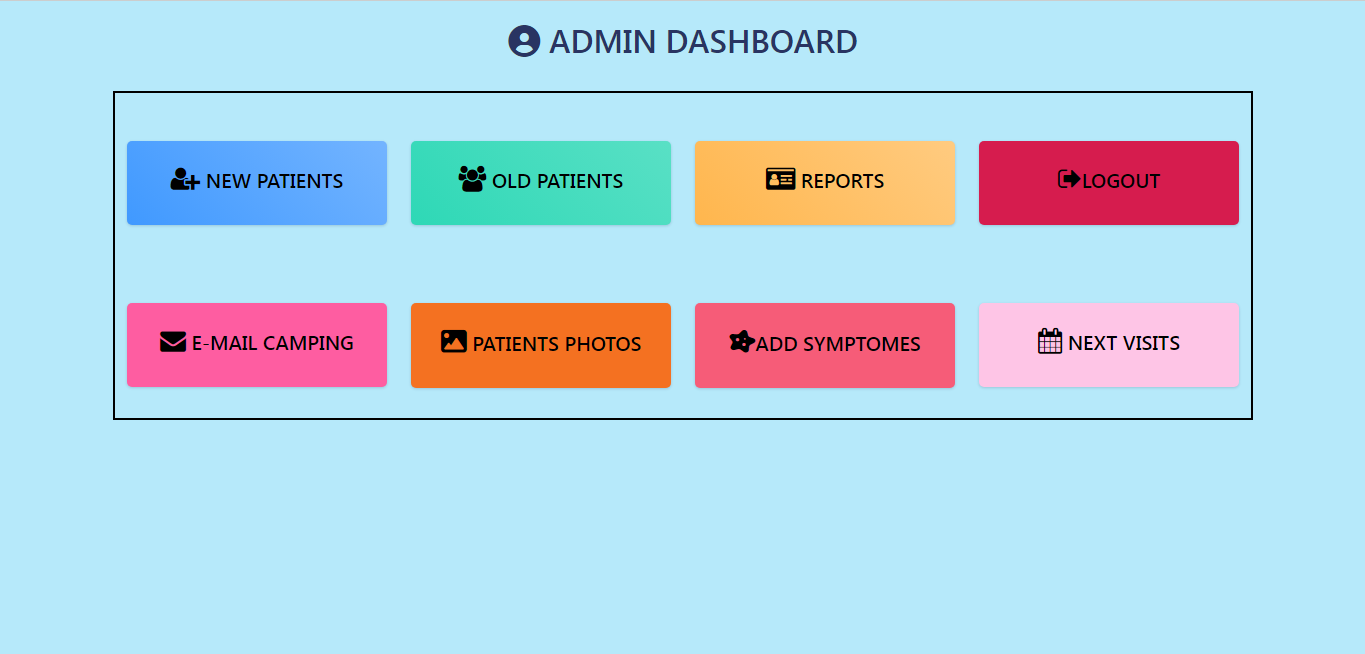 ADMIN DASHBOARD
NEW PATIENTS
OLD PATIENTS
REPORTS
LOGOUT
E-MAIL CAMPING
PATIENTS PHOTOS
ADD SYMPTOMES
NEXT VISITS